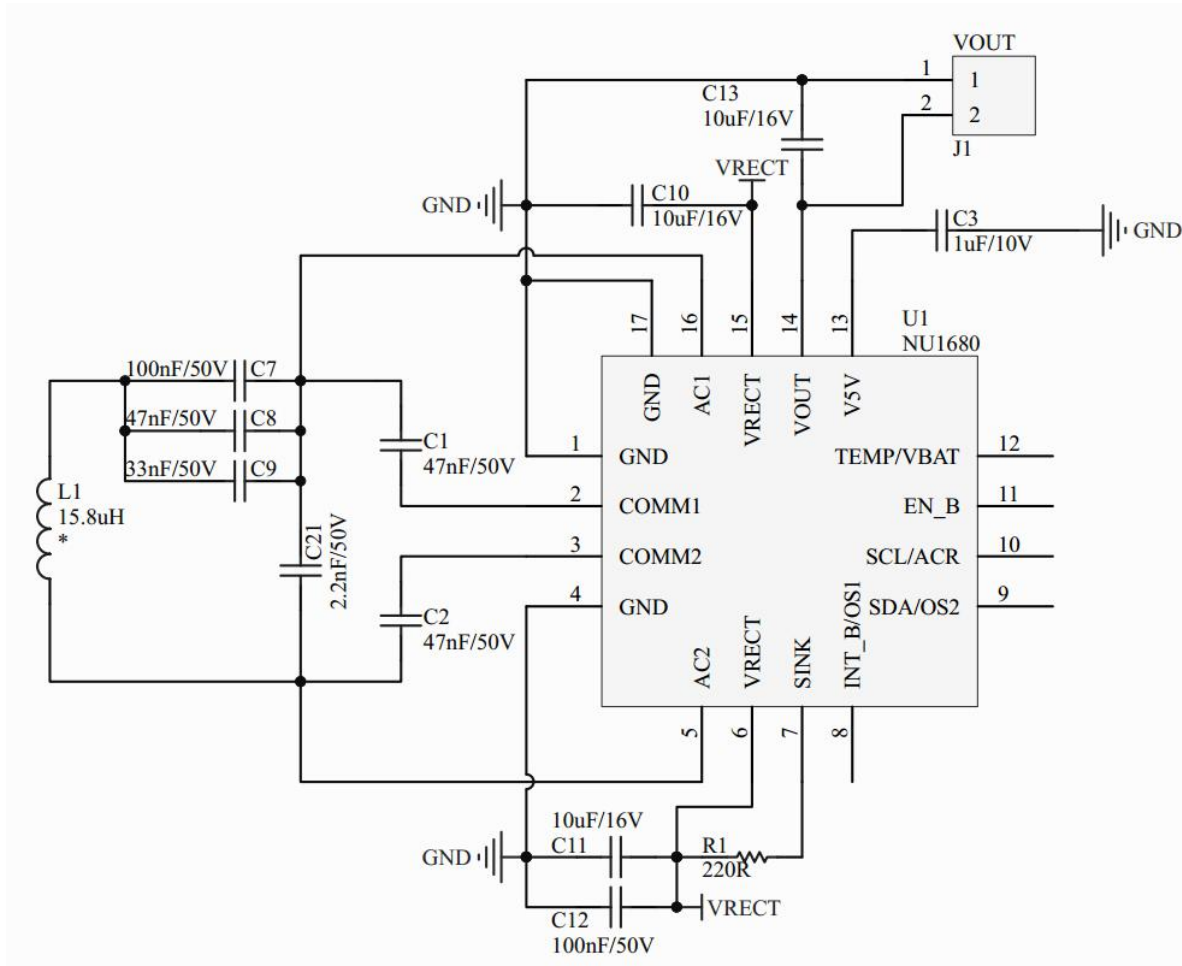 VOUT
1
1
2
2
J1
C13
10uF/16V
VRECT
GND
C10
10uF/16V
C3
1uF/10V
GND
17
16
15
14
13
U1
NU1680
GND
AC1
VRECT
VOUT
V5V
100nF/50V
C7
47nF/50V
C8
33nF/50V
C9
C1
47nF/50V
L1
15.8uH
*
C21
2.2nF/50V
C2
47nF/50V
1
GND
2
COMM1
3
COMM2
4
GND
TEMP/VBAT
12
EN_B
11
SCL/ACR
10
SDA/OS2
9
AC2
VRECT
SINK
INT_B/OS1
5
6
7
8
10uF/16V
C11
GND
R1
220R
C12
100nF/50V
VRECT